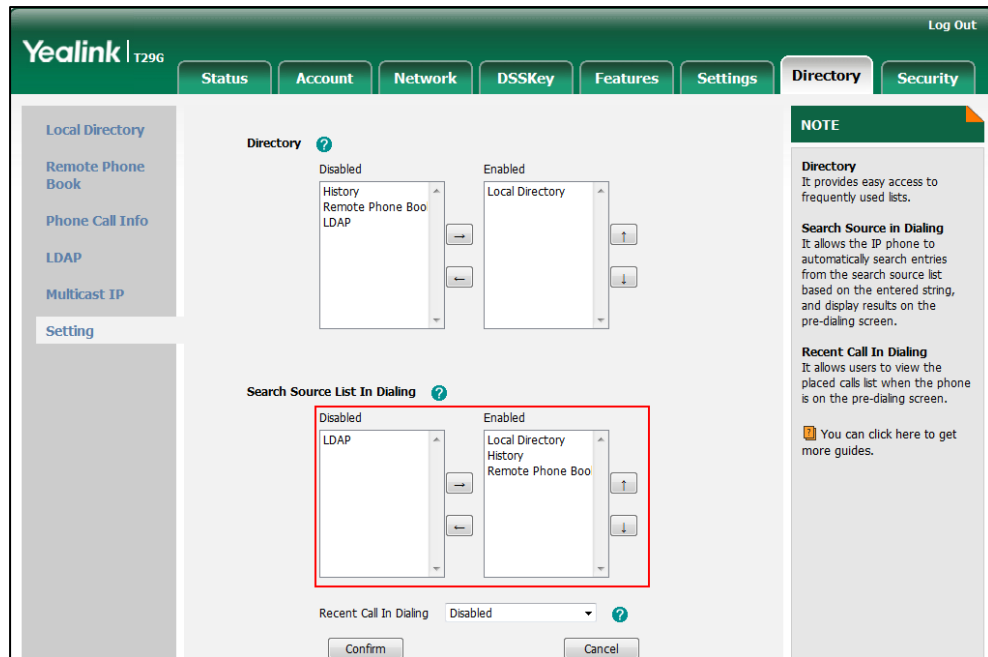 Log Out
Yealink T29G
Status Account Network DSSKey Features Settings Directory Security
Local Directory
Remote Phone
Book
Phone Call Info
LDAP
Multicast IP
Setting
Directory ?
Disabled Enabled
History
Remote Phone Boo
LDAP
Local Directory
→
←
↑
↓
Search Source List In Dialing ?
Disabled Enabled
LDAP
Local Directory
History
Remote Phone Boo
→
←
↑
↓
Recent Call In Dialing Disabled ?
Confirm Cancel
NOTE
Directory
It provides easy access to
frequently used lists.
Search Source in Dialing
It allows the IP phone to
automatically search entries
from the search source list
based on the entered string,
and display results on the
pre-dialing screen.
Recent Call In Dialing
It allows users to view the
placed calls list when the phone
is on the pre-dialing screen.
? You can click here to get
more guides.